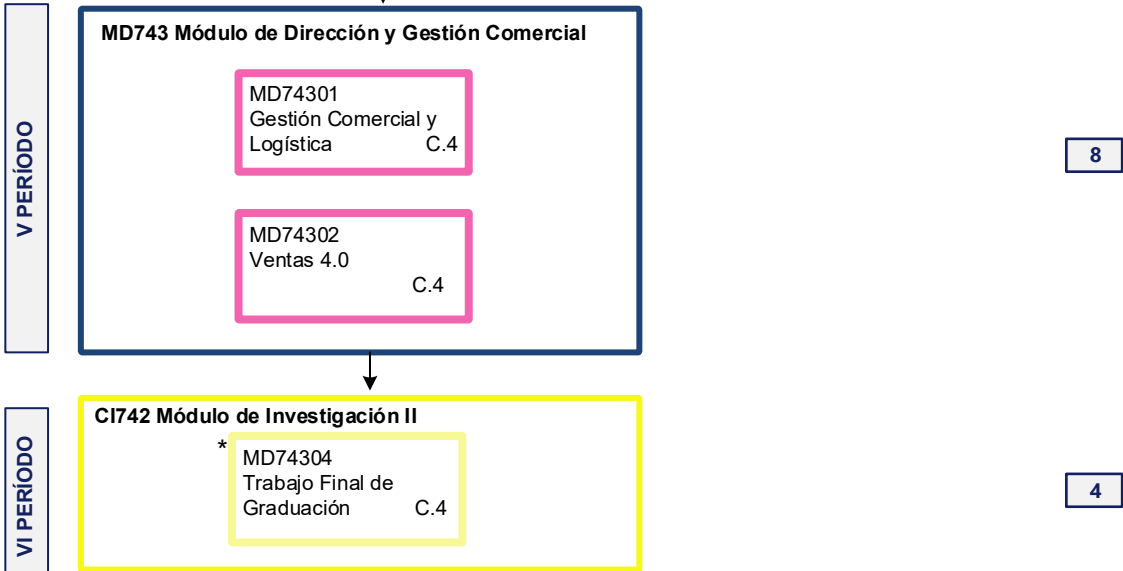 V PERÍODO
MD743 Módulo de Dirección y Gestión Comercial
MD74301
Gestión Comercial y
Logística C.4
8
MD74302
Ventas 4.0
C.4
VI PERÍODO
CI742 Módulo de Investigación II
*
MD74304
Trabajo Final de
Graduación C.4
4